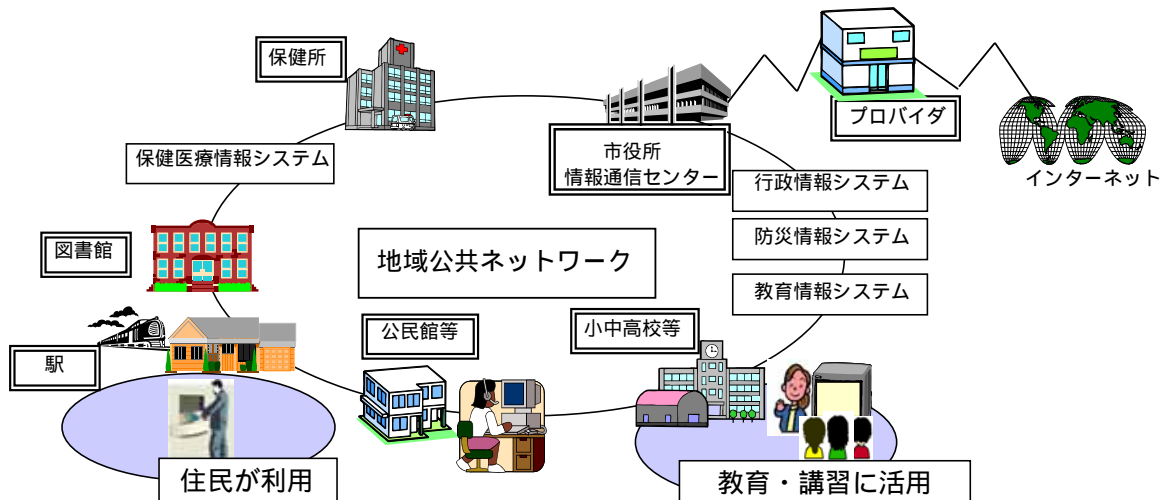 保健所
プロバイダ
市役所
情報通信センター
インターネット
保健医療情報システム
行政情報システム
図書館
地域公共ネットワーク
防災情報システム
教育情報システム
駅
公民館等
小中高校等
住民が利用
教育・講習に活用